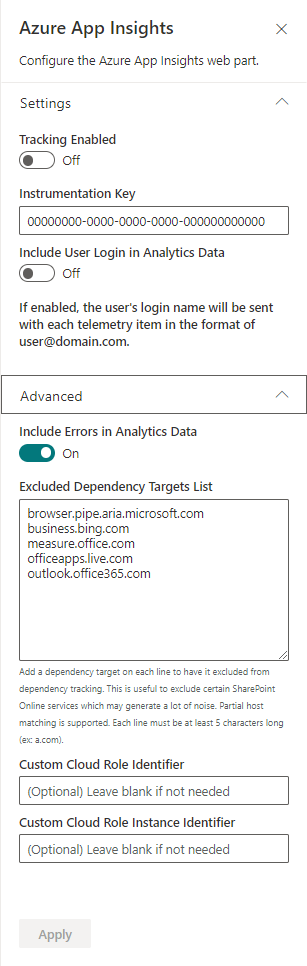 Azure App Insights
Configure the Azure App Insights web part.
Settings
Tracking Enabled
Off
Instrumentation Key
00000000-0000-0000-0000-000000000000
Include User Login in Analytics Data
Off
If enabled, the user's login name will be sent
with each telemetry item in the format of
user@domain.com.
Advanced
Include Errors in Analytics Data
On
Excluded Dependency Targets List
browser.pipe.aria.microsoft.com
business.bing.com
measure.office.com
officeapps.live.com
outlook.office365.com
Add a dependency target on each line to have it excluded from
dependency tracking. This is useful to exclude certain SharePoint
Online services which may generate a lot of noise. Partial host
matching is supported. Each line must be at least 5 characters long
(ex: a.com).
Custom Cloud Role Identifier
(Optional) Leave blank if not needed
Custom Cloud Role Instance Identifier
(Optional) Leave blank if not needed
Apply